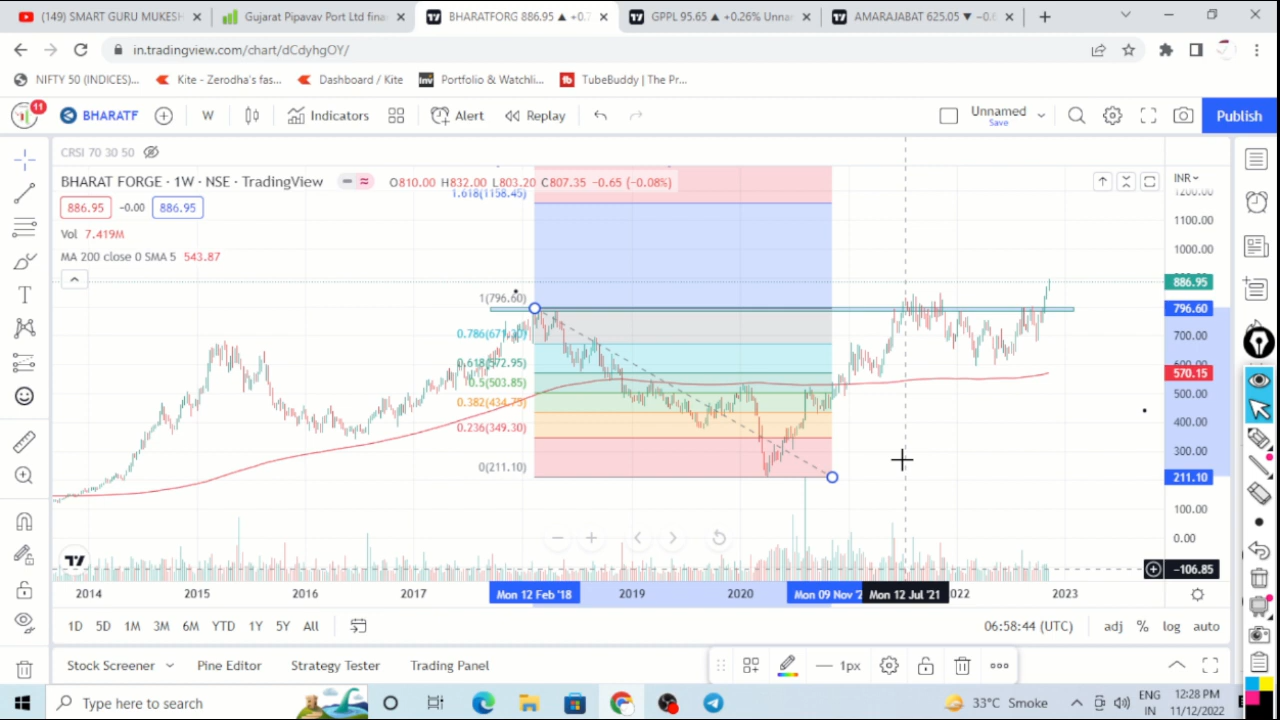 (149) SMART GURU MUKESH
Gujarat Pipavav Port Ltd fina
BHARATFORG 886.95 ▲ +0.7
GPPL 95.65 ▲ +0.26% Unna
AMARAJABAT 625.05 ▼
in.tradingview.com/chart/dCdyhgOY/
NIFTY 50 (INDICES)...
Kite - Zerodha's fas...
Dashboard / Kite
Portfolio & Watchli...
TubeBuddy | The Pr...
11
BHARATF
W
Indicators
Alert
Replay
Unnamed
Save
Publish
CRSI 70 30 50
BHARAT FORGE · 1W · NSE · TradingView
O810.00 H832.00 L803.20 C807.35 −0.65 (−0.08%)
INR
886.95
-0.00
886.95
Vol 7.419M
MA 200 close 0 SMA 5 543.87
1.618(1158.45)
1(796.60)
0.618(572.95)
0.5(503.85)
0.382(434.75)
0.236(349.30)
0(211.10)
1200.00
1100.00
1000.00
886.95
796.60
700.00
570.15
500.00
400.00
300.00
211.10
100.00
0.00
−106.85
2014
2015
2016
2017
Mon 12 Feb '18
2019
2020
Mon 09 Nov '2
Mon 12 Jul '21
022
2023
1D 5D 1M 3M 6M YTD 1Y 5Y All
06:58:44 (UTC)
adj % log auto
Stock Screener
Pine Editor
Strategy Tester
Trading Panel
1px
Type here to search
33°C Smoke
ENG
IN
12:28 PM
11/12/2022